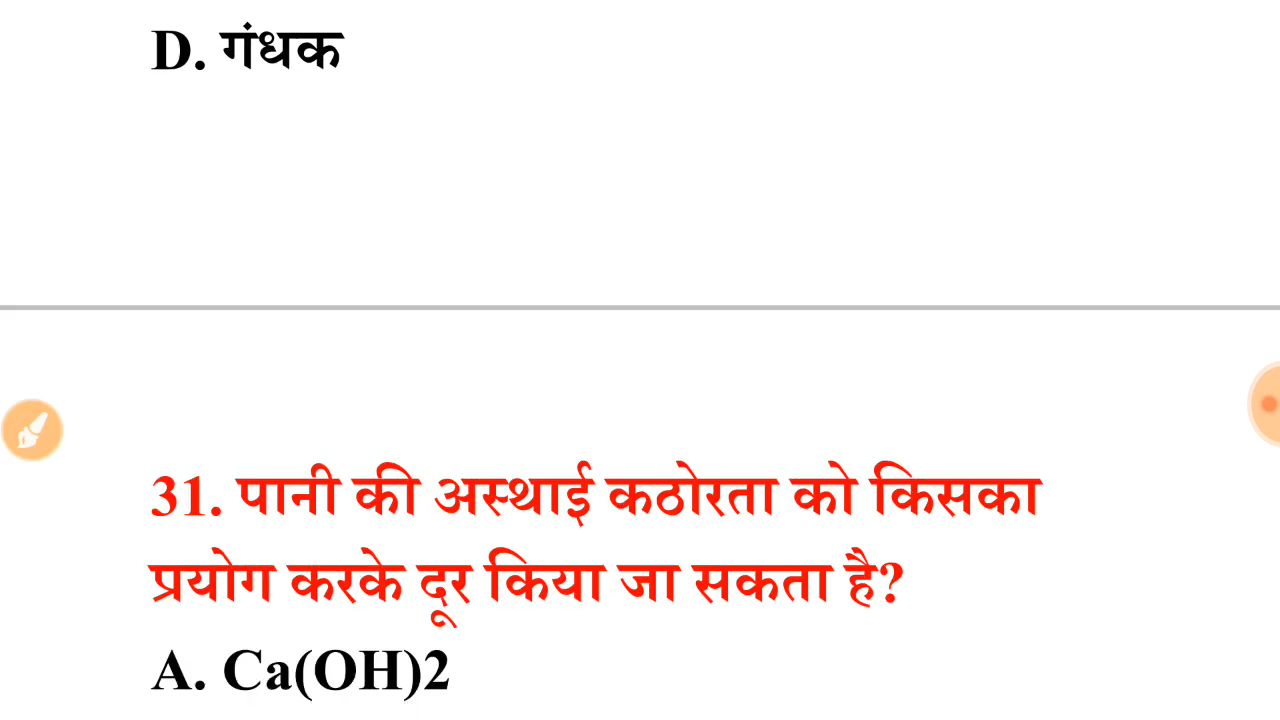 D. गंधक
31. पानी की अस्थाई कठोरता को किसका
प्रयोग करके दूर किया जा सकता है?
A. Ca(OH)2